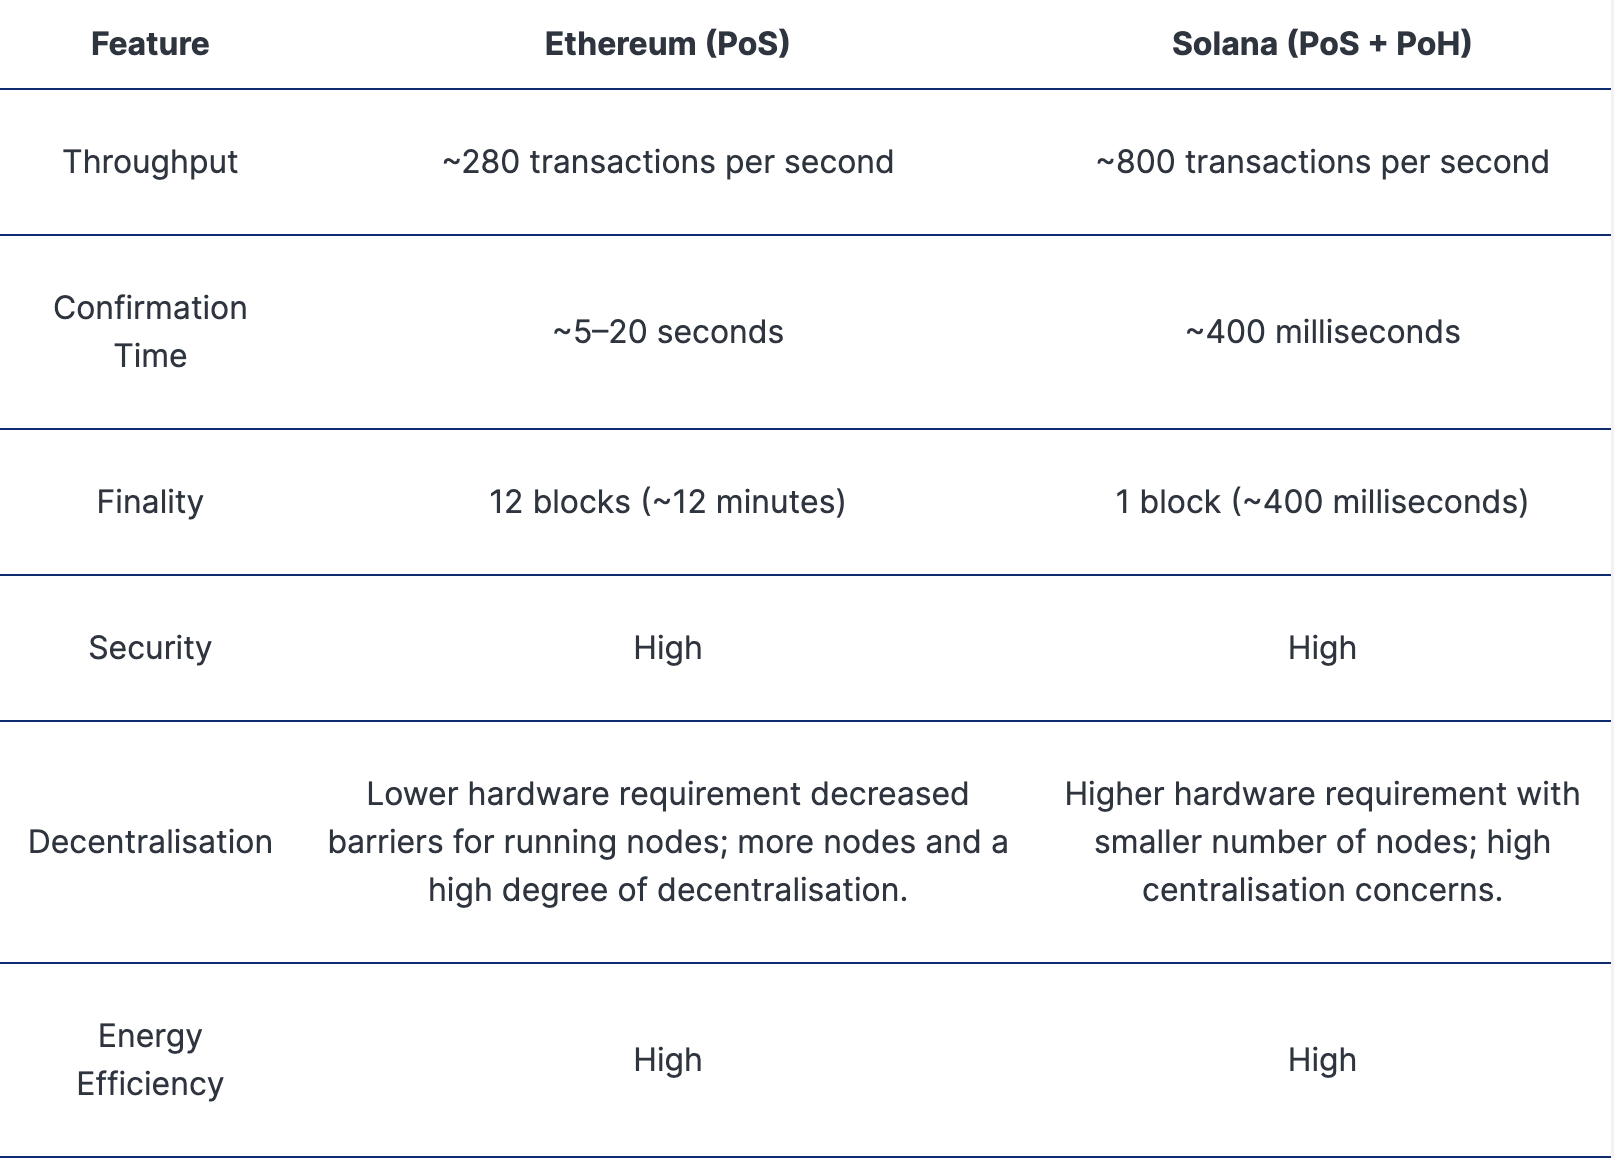 Feature Ethereum (PoS) Solana (PoS + PoH)
Throughput ~280 transactions per second ~800 transactions per second
Confirmation
Time ~5–20 seconds ~400 milliseconds
Finality 12 blocks (~12 minutes) 1 block (~400 milliseconds)
Security High High
Decentralisation
Lower hardware requirement decreased
barriers for running nodes; more nodes and a
high degree of decentralisation.
Higher hardware requirement with
smaller number of nodes; high
centralisation concerns.
Energy
Efficiency High High